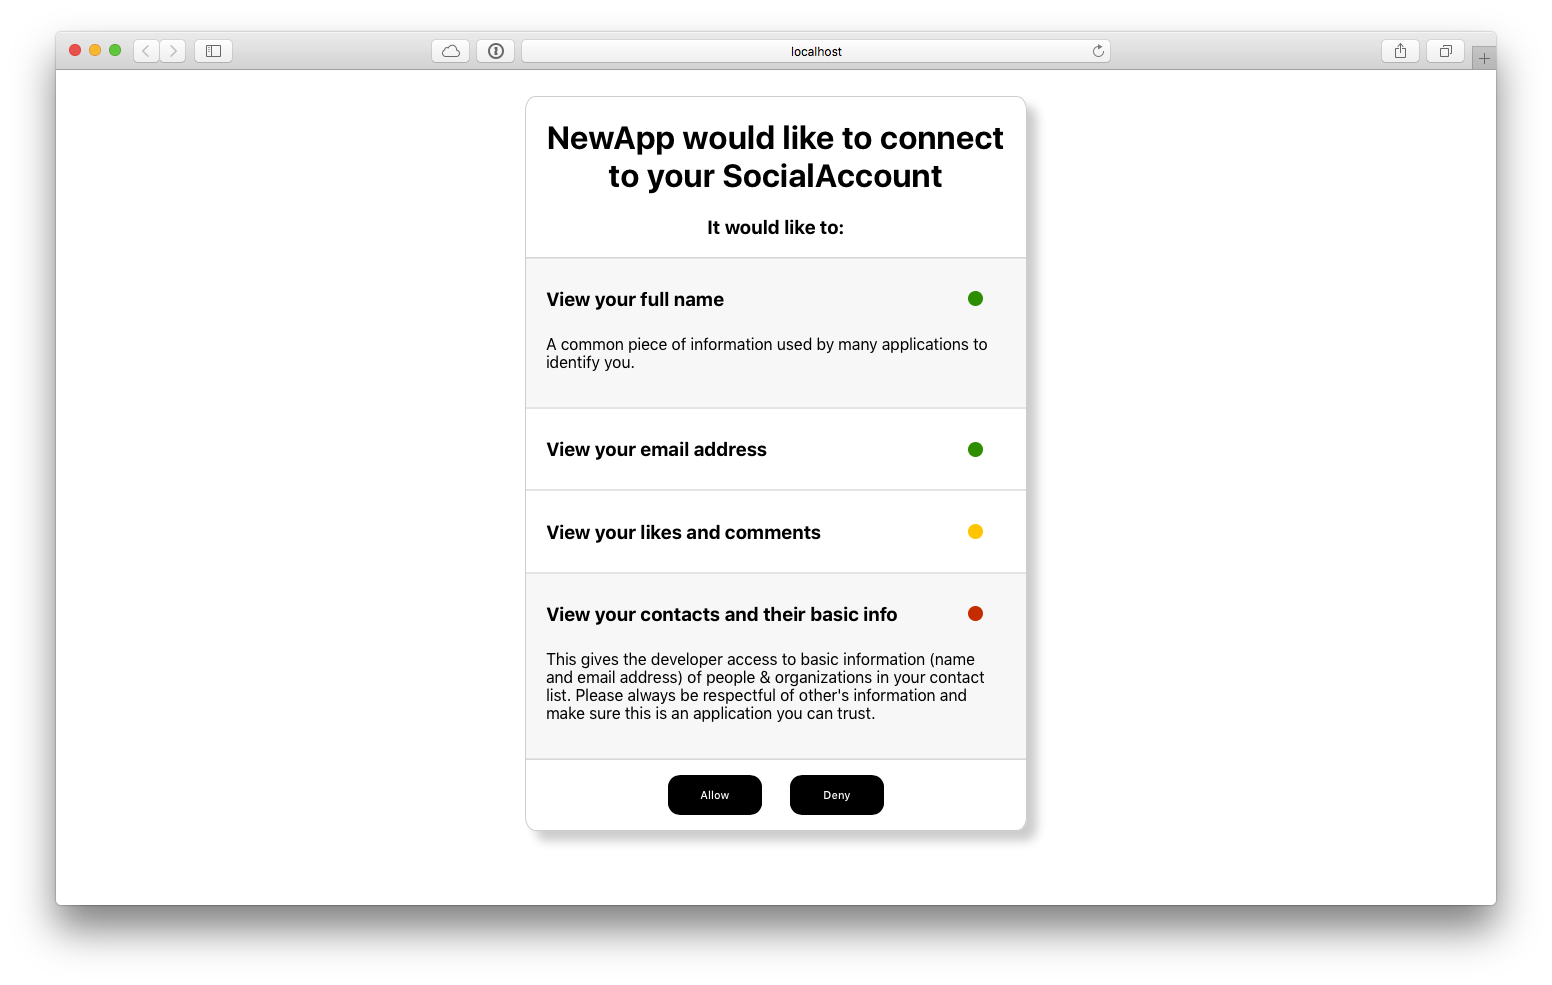 localhost
NewApp would like to connect
to your SocialAccount
It would like to:
View your full name
A common piece of information used by many applications to
identify you.
View your email address
View your likes and comments
View your contacts and their basic info
This gives the developer access to basic information (name
and email address) of people & organizations in your contact
list. Please always be respectful of other's information and
make sure this is an application you can trust.
Allow
Deny